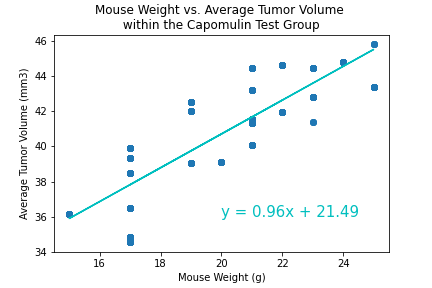 Mouse Weight vs. Average Tumor Volume
within the Capomulin Test Group
Average Tumor Volume (mm3)
46
44
42
40
38
36
34
y = 0.96x + 21.49
16
18
20
22
24
Mouse Weight (g)